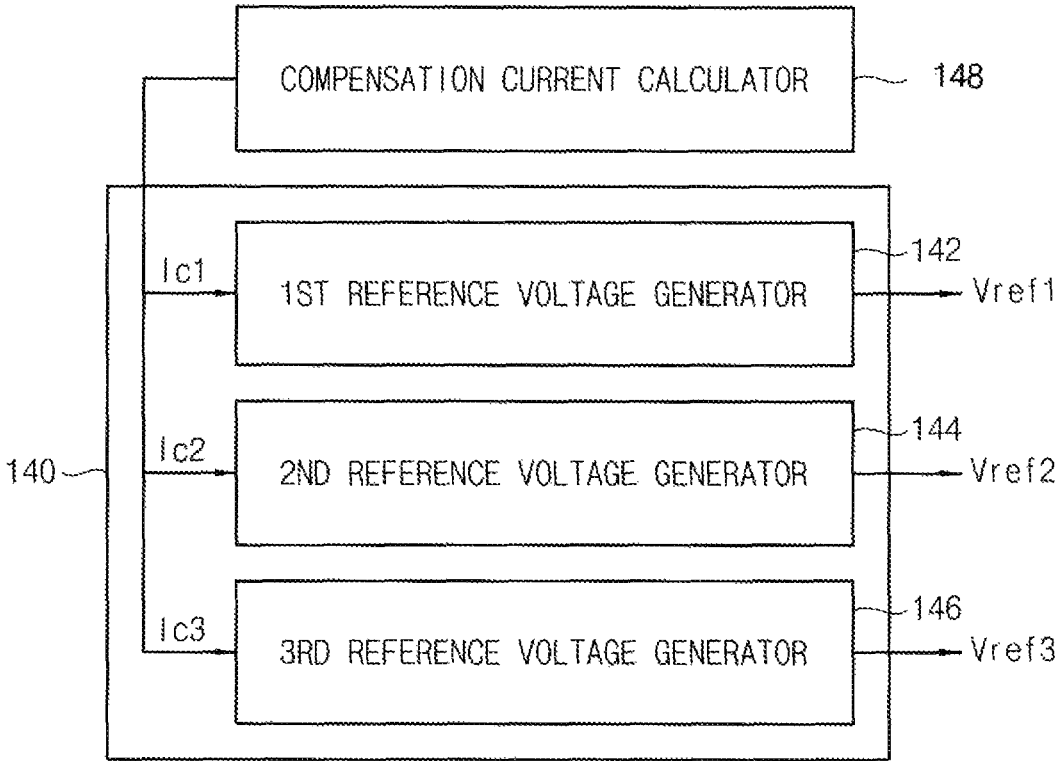 COMPENSATION CURRENT CALCULATOR
148
142
Ic1
1ST REFERENCE VOLTAGE GENERATOR
Vref1
144
140
Ic2
2ND REFERENCE VOLTAGE GENERATOR
Vref2
146
Ic3
3RD REFERENCE VOLTAGE GENERATOR
Vref3